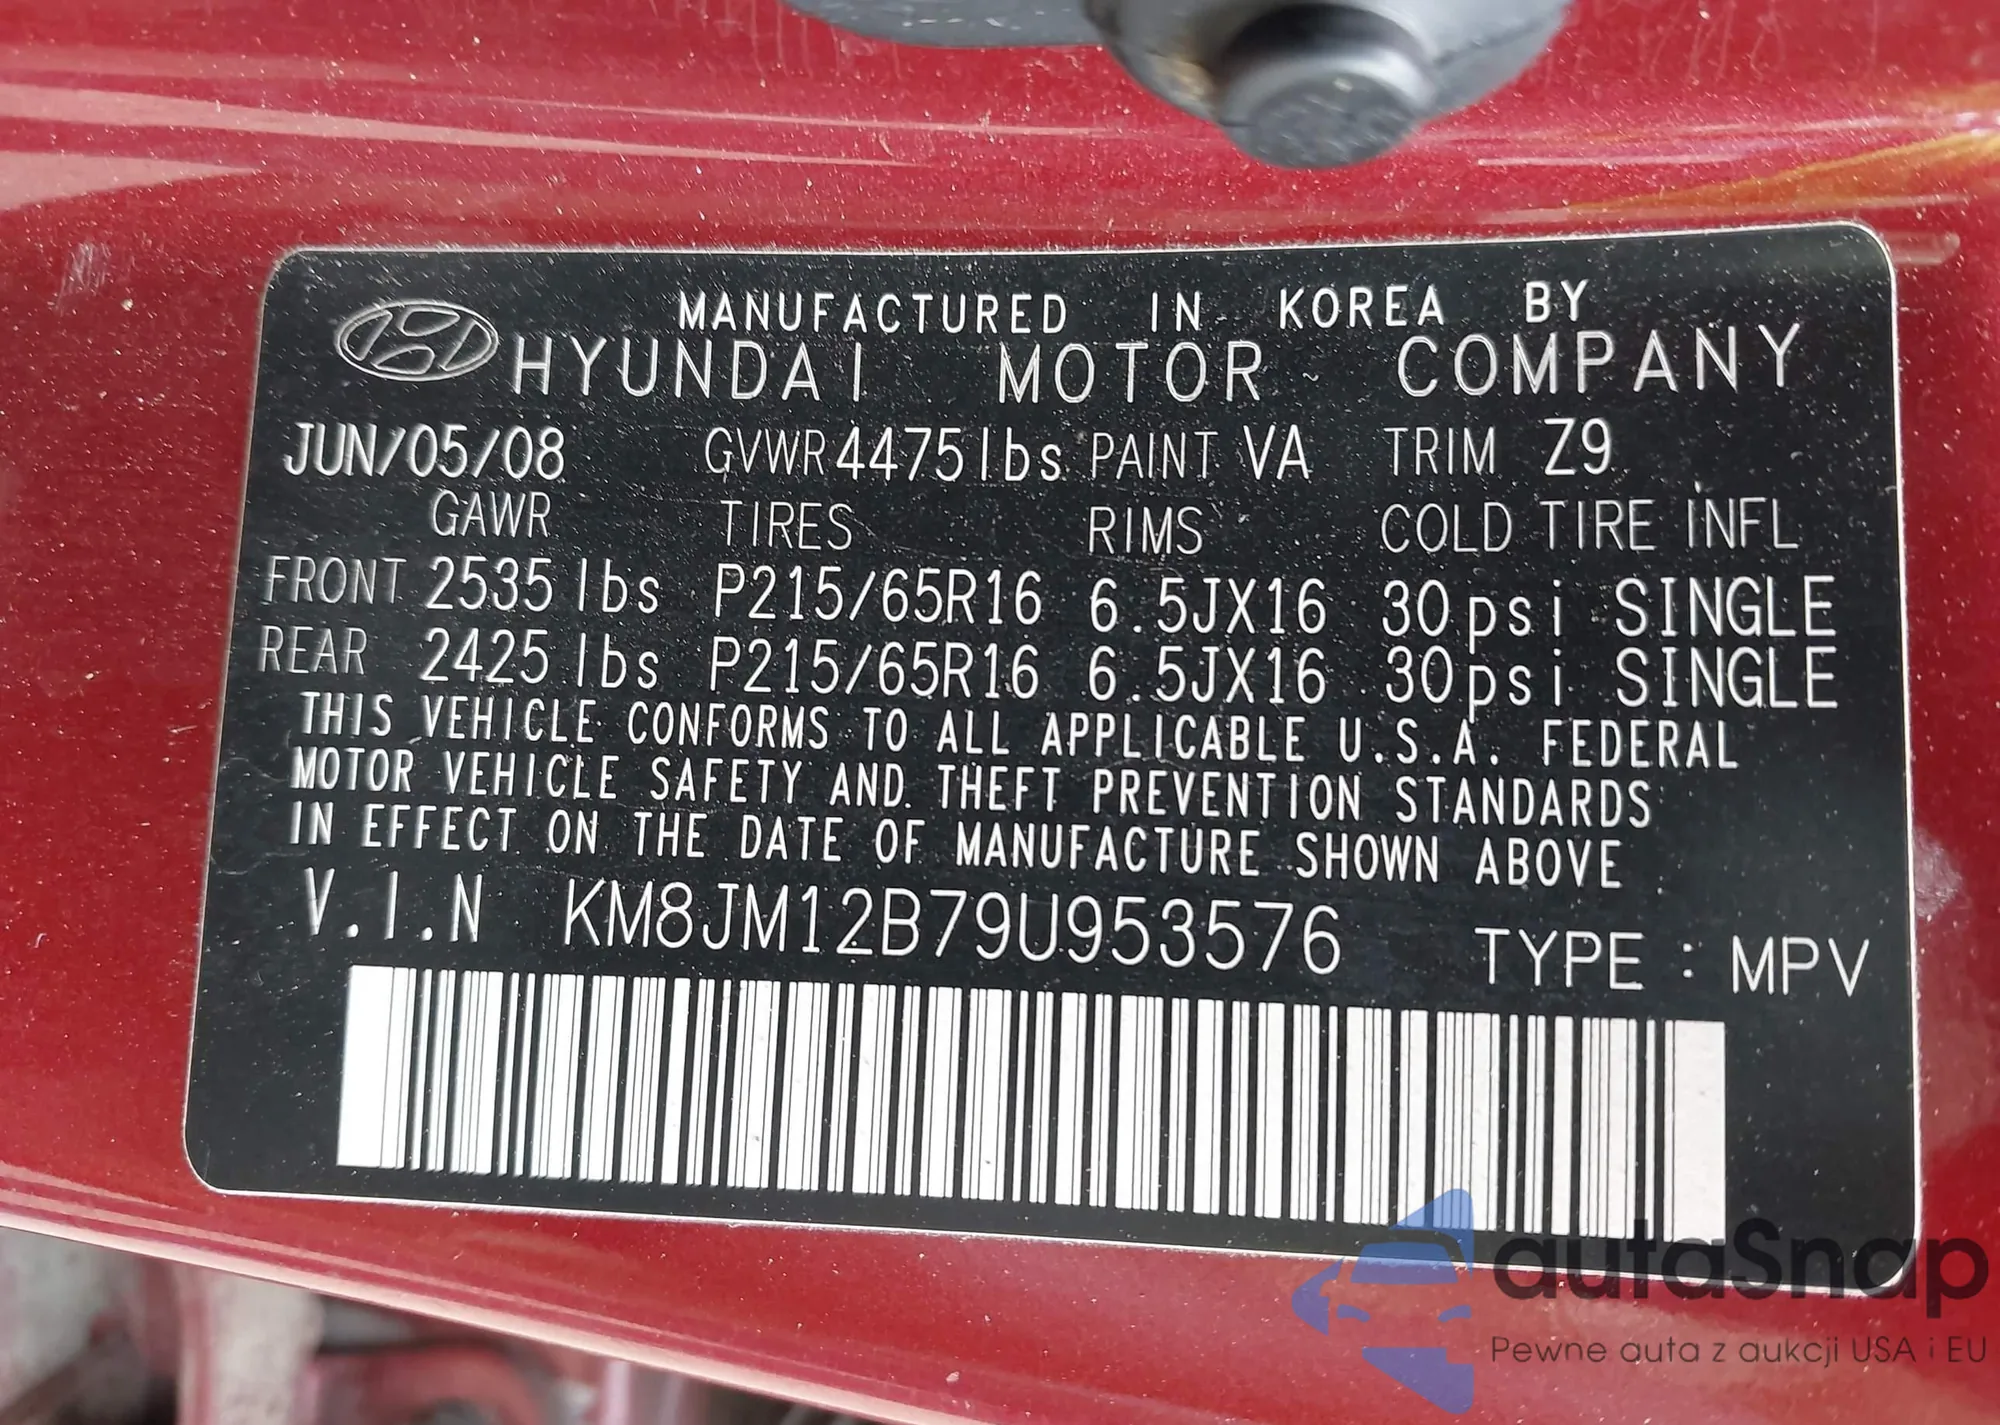 MANUFACTURED IN KOREA BY
HYUNDAI MOTOR COMPANY
JUN/05/08 GVWR 4475lbs PAINT VA TRIM Z9
GAWR TIRES RIMS COLD TIRE INFL
FRONT 2535lbs P215/65R16 6.5JX16 30psi SINGLE
REAR 2425lbs P215/65R16 6.5JX16 30psi SINGLE
THIS VEHICLE CONFORMS TO ALL APPLICABLE U.S.A. FEDERAL
MOTOR VEHICLE SAFETY AND THEFT PREVENTION STANDARDS
IN EFFECT ON THE DATE OF MANUFACTURE SHOWN ABOVE
V.I.N KM8JM12B79U953576 TYPE : MPV
autaSnap
Pewne auta z aukcji USA i EU